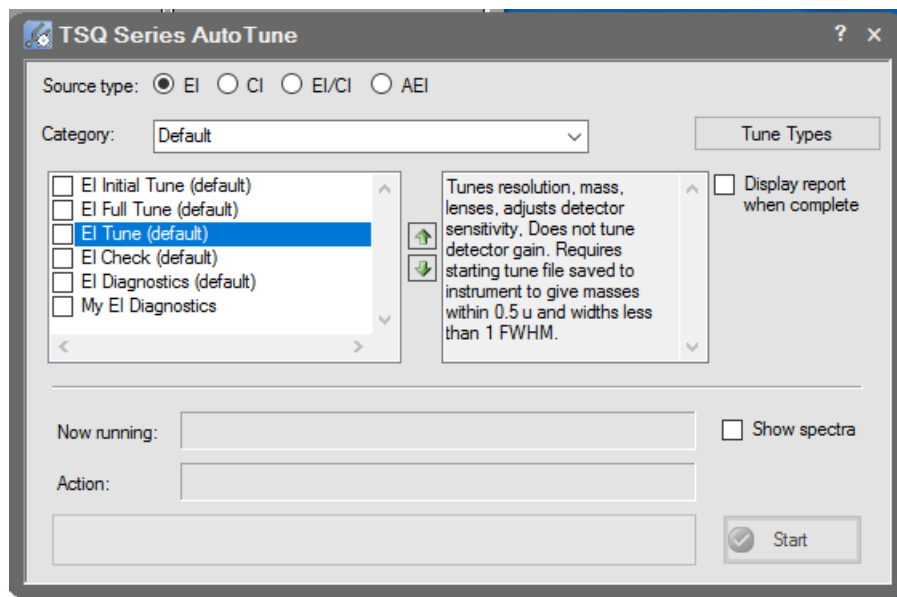 TSQ Series AutoTune
?
Source type: EI CI EI/CI AEI
Category: Default
Tune Types
EI Initial Tune (default)
EI Full Tune (default)
EI Tune (default)
EI Check (default)
EI Diagnostics (default)
My EI Diagnostics
Tunes resolution, mass,
lenses, adjusts detector
sensitivity, Does not tune
detector gain. Requires
starting tune file saved to
instrument to give masses
within 0.5 u and widths less
than 1 FWHM.
Display report
when complete
Now running:
Show spectra
Action:
Start